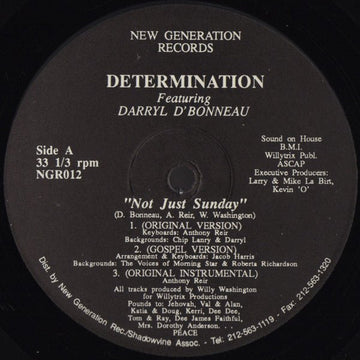 NEW GENERATION
RECORDS
DETERMINATION
Featuring
DARRYL D'BONNEAU
Side A
33 1/3 rpm
NGR012
Sound on House
B.M.I.
Willytrix Publ.
ASCAP
Executive Producers:
Larry & Mike La Birt,
Kevin 'O'
"Not Just Sunday"
(D. Bonneau, A. Reir, W. Washington)
1. (ORIGINAL VERSION)
Keyboards: Anthony Reir
Backgrounds: Chip Lanry & Darryl
2. (GOSPEL VERSION)
Arrangement & Keyboards: Jacob Harris
Backgrounds: The Voices of Morning Star & Roberta Richardson
3. (ORIGINAL INSTRUMENTAL)
Anthony Reir
All tracks produced by Willy Washington
for Willytrix Productions
Pounds to: Jehovah, Val & Alan,
Katia & Doug, Kerri, Dee Dee,
Tom & Ray, Dee James Faithful,
Mrs. Dorothy Anderson. . .
PEACE
Dist. by New Generation Rec./Shadowvine Assoc. - Tel: 212-563-1119 - Fax: 212-563-1320